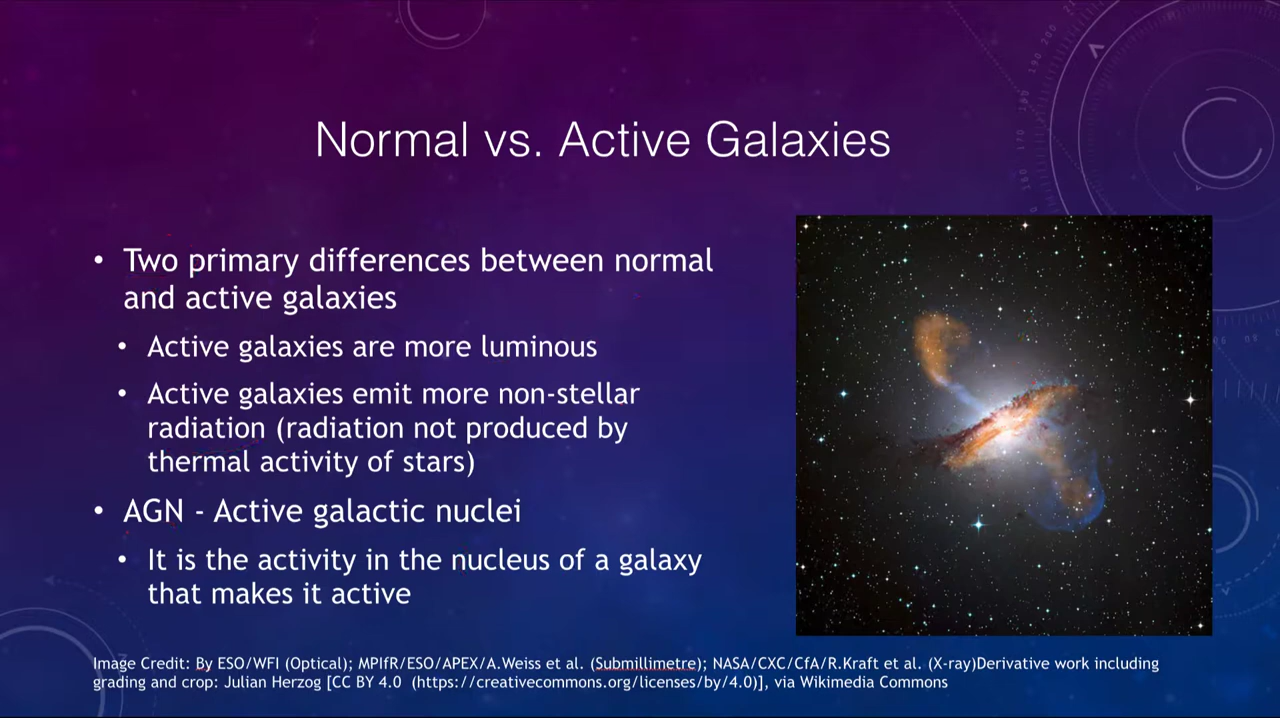 Normal vs. Active Galaxies
• Two primary differences between normal
and active galaxies
• Active galaxies are more luminous
• Active galaxies emit more non-stellar
radiation (radiation not produced by
thermal activity of stars)
• AGN - Active galactic nuclei
• It is the activity in the nucleus of a galaxy
that makes it active
Image Credit: By ESO/WFI (Optical); MPIfR/ESO/APEX/A.Weiss et al. (Submillimetre); NASA/CXC/CfA/R.Kraft et al. (X-ray)Derivative work including
grading and crop: Julian Herzog [CC BY 4.0 (https://creativecommons.org/licenses/by/4.0)], via Wikimedia Commons